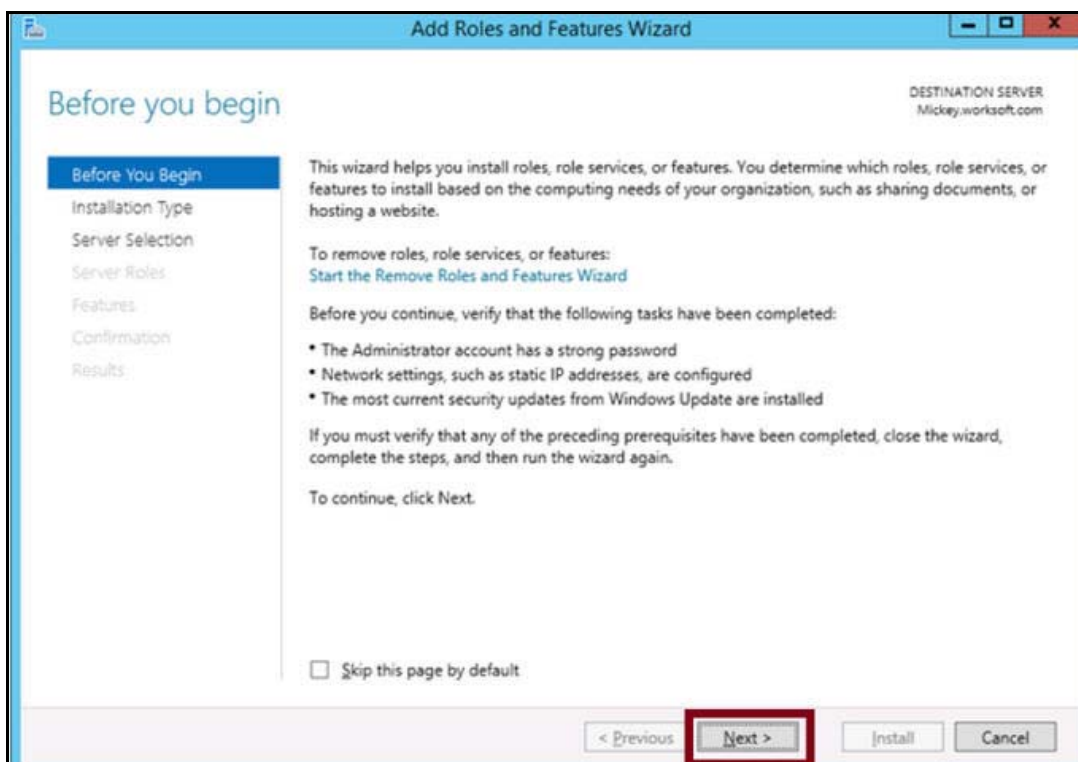 Add Roles and Features Wizard
Before you begin
DESTINATION SERVER
Mickey.worksoft.com
Before You Begin
Installation Type
Server Selection
Server Roles
Features
Confirmation
Results
This wizard helps you install roles, role services, or features. You determine which roles, role services, or
features to install based on the computing needs of your organization, such as sharing documents, or
hosting a website.
To remove roles, role services, or features:
Start the Remove Roles and Features Wizard
Before you continue, verify that the following tasks have been completed:
• The Administrator account has a strong password
• Network settings, such as static IP addresses, are configured
• The most current security updates from Windows Update are installed
If you must verify that any of the preceding prerequisites have been completed, close the wizard,
complete the steps, and then run the wizard again.
To continue, click Next.
Skip this page by default
< Previous
Next >
Install
Cancel